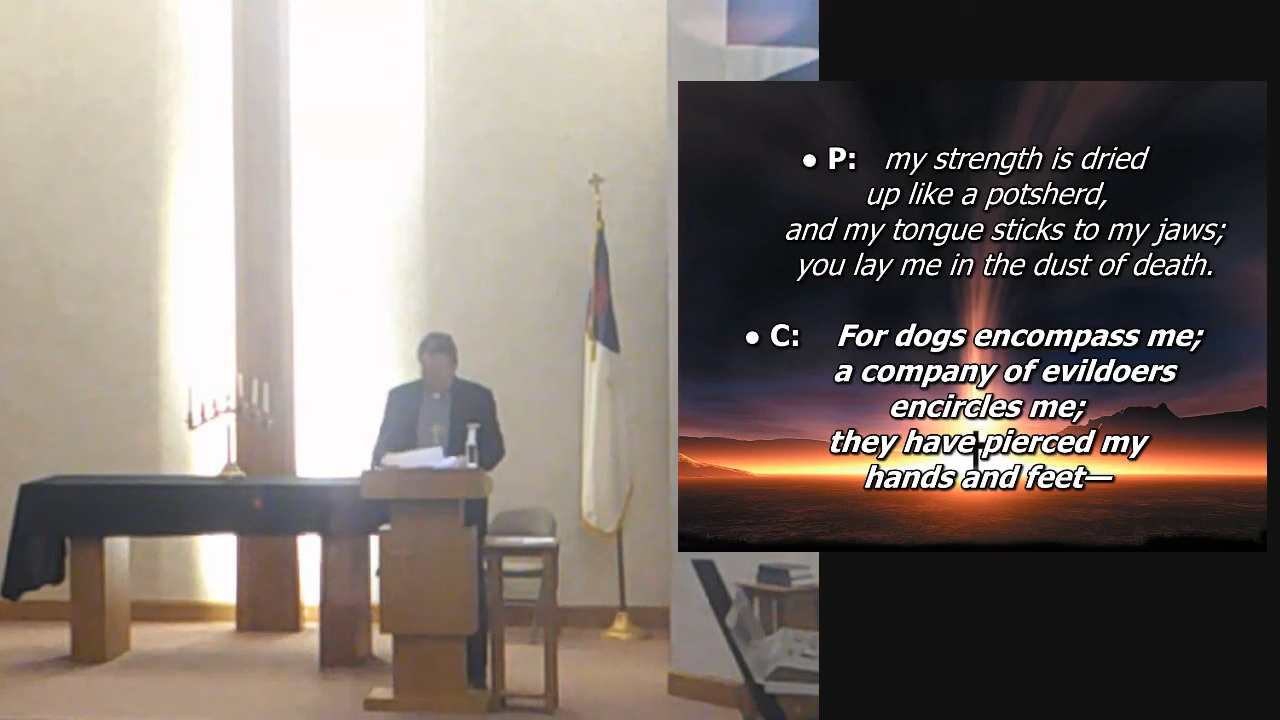 ● P: my strength is dried
up like a potsherd,
and my tongue sticks to my jaws;
you lay me in the dust of death.
● C: For dogs encompass me;
a company of evildoers
encircles me;
they have pierced my
hands and feet—